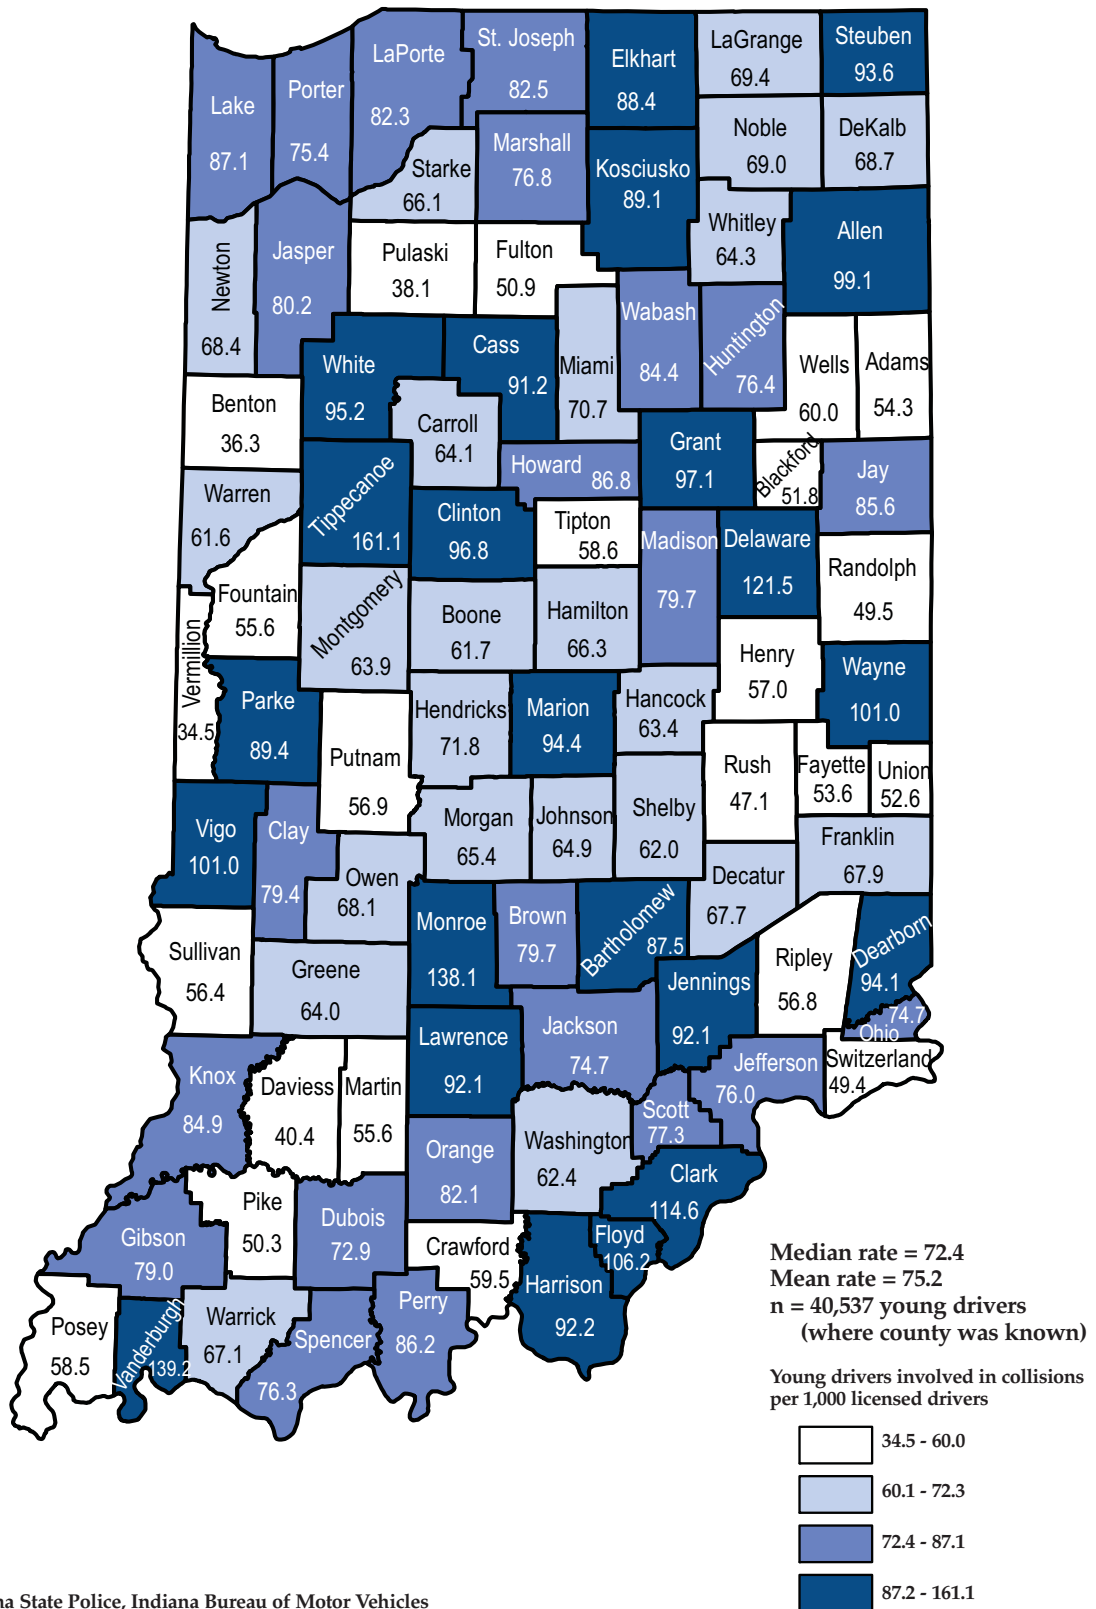 LaPorte
82.3
St. Joseph
82.5
Elkhart
88.4
LaGrange
69.4
Steuben
93.6
Lake
87.1
Porter
75.4
Starke
66.1
Marshall
76.8
Kosciusko
89.1
Noble
69.0
DeKalb
68.7
Newton
68.4
Jasper
80.2
Pulaski
38.1
Fulton
50.9
Whitley
64.3
Allen
99.1
White
95.2
Cass
91.2
Miami
70.7
Wabash
84.4
Huntington
76.4
Wells
60.0
Adams
54.3
Benton
36.3
Carroll
64.1
Howard
86.8
Grant
97.1
Blackford
51.8
Jay
85.6
Warren
61.6
Tippecanoe
161.1
Clinton
96.8
Tipton
58.6
Madison
79.7
Delaware
121.5
Randolph
49.5
Fountain
55.6
Montgomery
63.9
Boone
61.7
Hamilton
66.3
Vermillion
34.5
Parke
89.4
Putnam
56.9
Hendricks
71.8
Marion
94.4
Hancock
63.4
Henry
57.0
Wayne
101.0
Rush
47.1
Fayette
53.6
Union
52.6
Vigo
101.0
Clay
79.4
Owen
68.1
Morgan
65.4
Johnson
64.9
Shelby
62.0
Franklin
67.9
Decatur
67.7
Sullivan
56.4
Greene
64.0
Monroe
138.1
Brown
79.7
Bartholomew
87.5
Jennings
92.1
Ripley
56.8
Dearborn
94.1
74.7
Ohio
Switzerland
49.4
Knox
84.9
Daviess
40.4
Martin
55.6
Lawrence
92.1
Jackson
74.7
Jefferson
76.0
Scott
77.3
Orange
82.1
Washington
62.4
Clark
114.6
Gibson
79.0
Pike
50.3
Dubois
72.9
Crawford
59.5
Floyd
106.2
Harrison
92.2
Posey
58.5
Vanderburgh
139.2
Warrick
67.1
Spencer
76.3
Perry
86.2
Median rate = 72.4
Mean rate = 75.2
n = 40,537 young drivers
(where county was known)
Young drivers involved in collisions
per 1,000 licensed drivers
34.5 - 60.0
60.1 - 72.3
72.4 - 87.1
87.2 - 161.1
na State Police, Indiana Bureau of Motor Vehicles